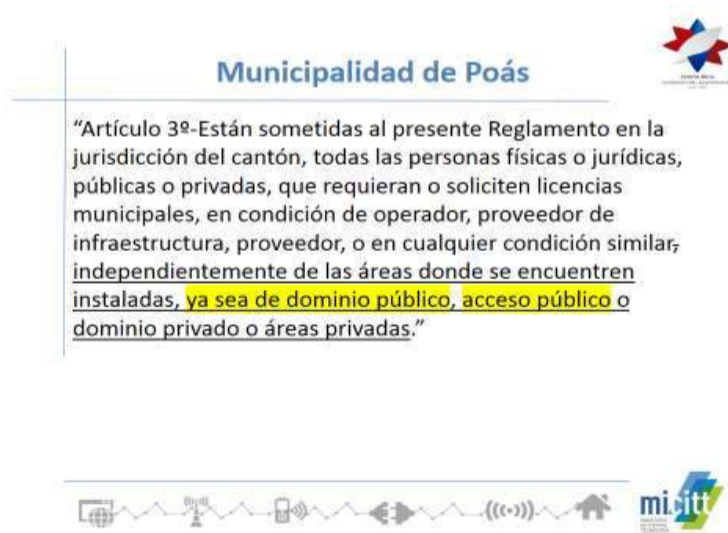 Municipalidad de Poás
“Artículo 3º-Están sometidas al presente Reglamento en la
jurisdicción del cantón, todas las personas físicas o jurídicas,
públicas o privadas, que requieran o soliciten licencias
municipales, en condición de operador, proveedor de
infraestructura, proveedor, o en cualquier condición similar,
independientemente de las áreas donde se encuentren
instaladas, ya sea de dominio público, acceso público o
dominio privado o áreas privadas.”
micitt